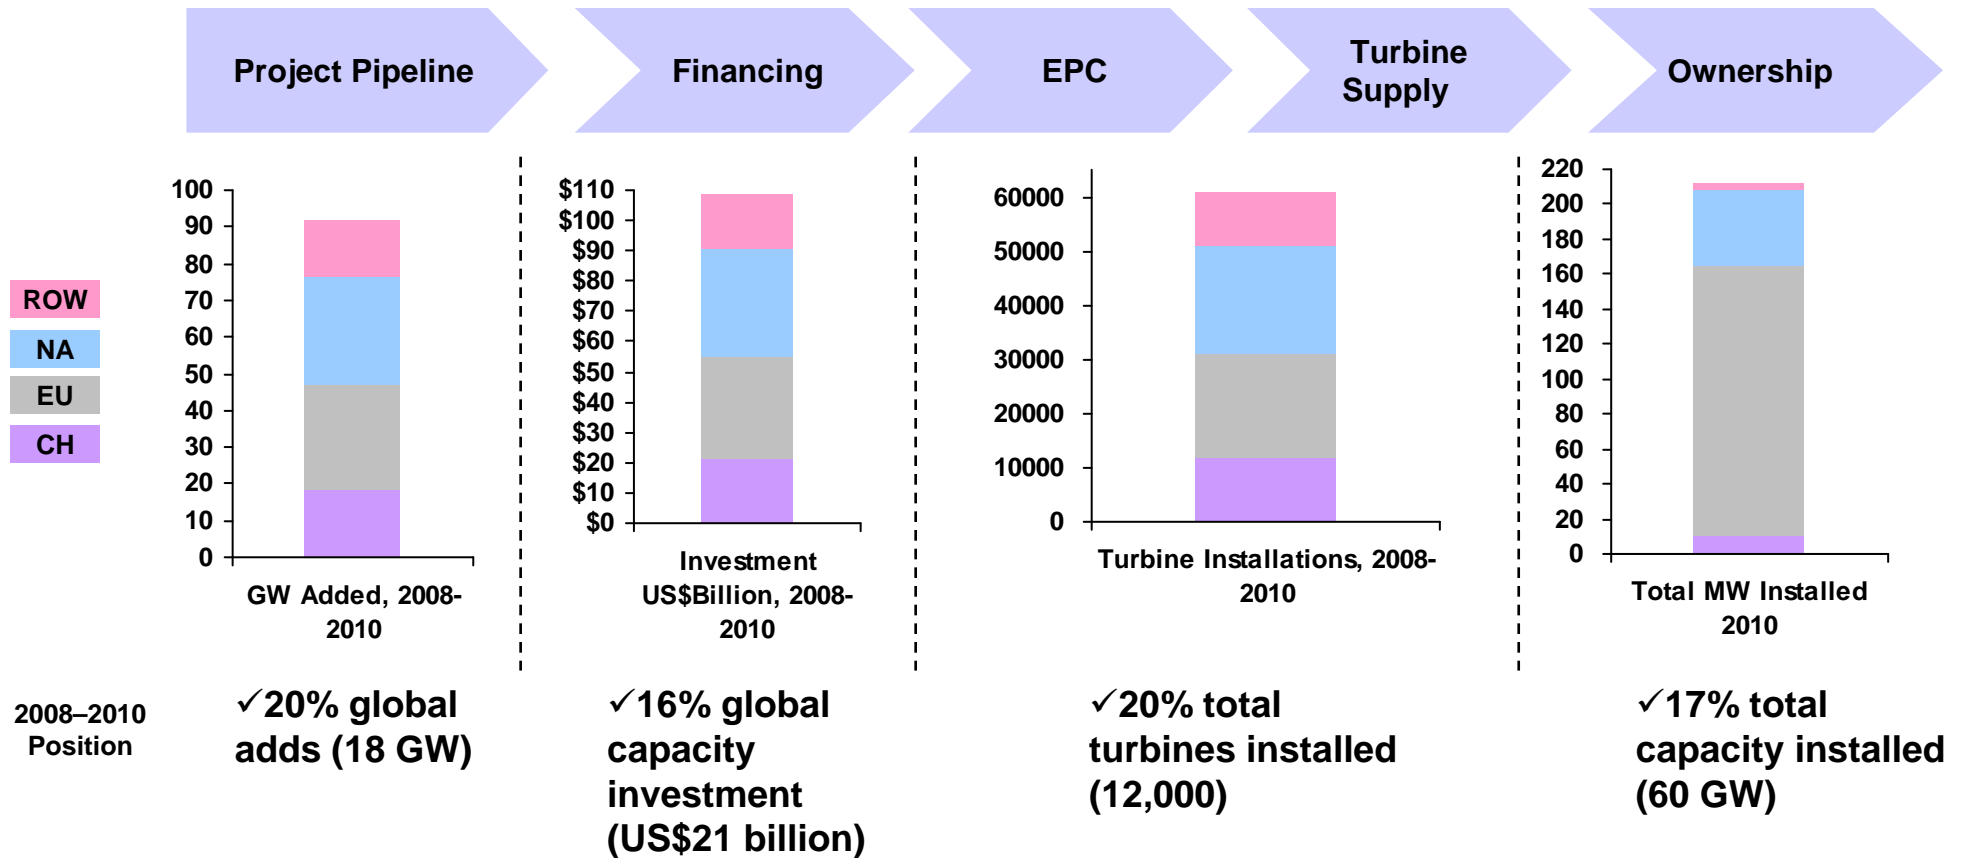 Project Pipeline
Financing
EPC
Turbine
Supply
Ownership
ROW
NA
EU
CH
100
90
80
70
60
50
40
30
20
10
0
GW Added, 2008-
2010
$110
$100
$90
$80
$70
$60
$50
$40
$30
$20
$10
$0
Investment
US$Billion, 2008-
2010
60000
50000
40000
30000
20000
10000
0
Turbine Installations, 2008-
2010
220
200
180
160
140
120
100
80
60
40
20
0
Total MW Installed
2010
2008–2010
Position
✓20% global
adds (18 GW)
✓16% global
capacity
investment
(US$21 billion)
✓20% total
turbines installed
(12,000)
✓17% total
capacity installed
(60 GW)